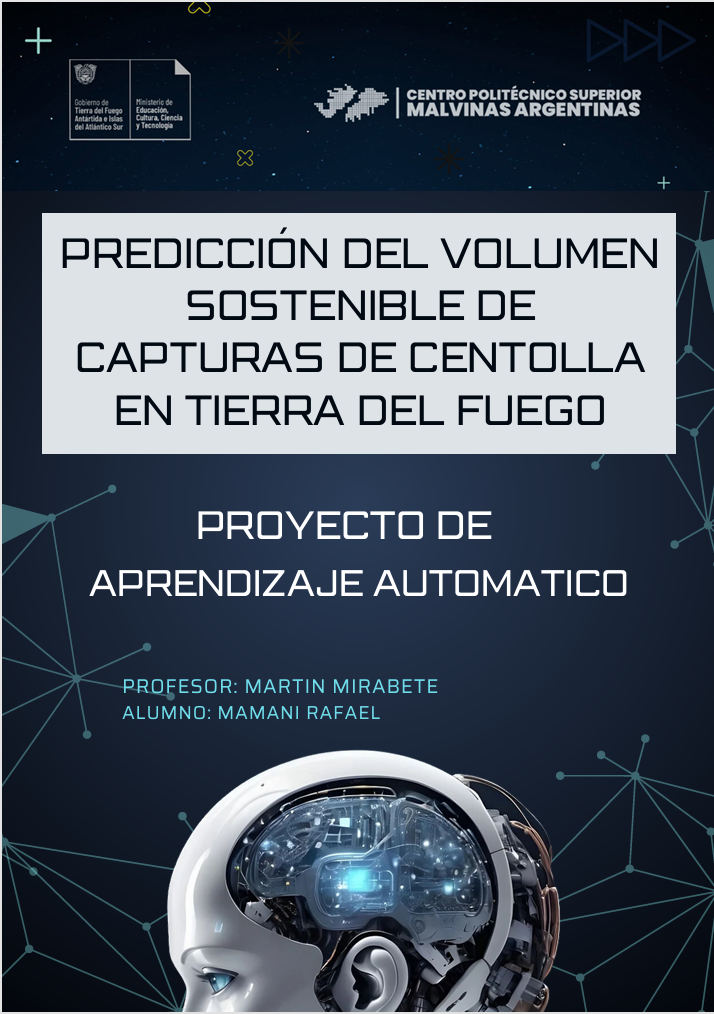 Gobierno de
Tierra del Fuego
Antártida e Islas
del Atlántico Sur
Ministerio de
Educación,
Cultura, Ciencia
y Tecnología
CENTRO POLITÉCNICO SUPERIOR
MALVINAS ARGENTINAS
PREDICCIÓN DEL VOLUMEN
SOSTENIBLE DE
CAPTURAS DE CENTOLLA
EN TIERRA DEL FUEGO
PROYECTO DE
APRENDIZAJE AUTOMATICO
PROFESOR: MARTIN MIRABETE
ALUMNO: MAMANI RAFAEL